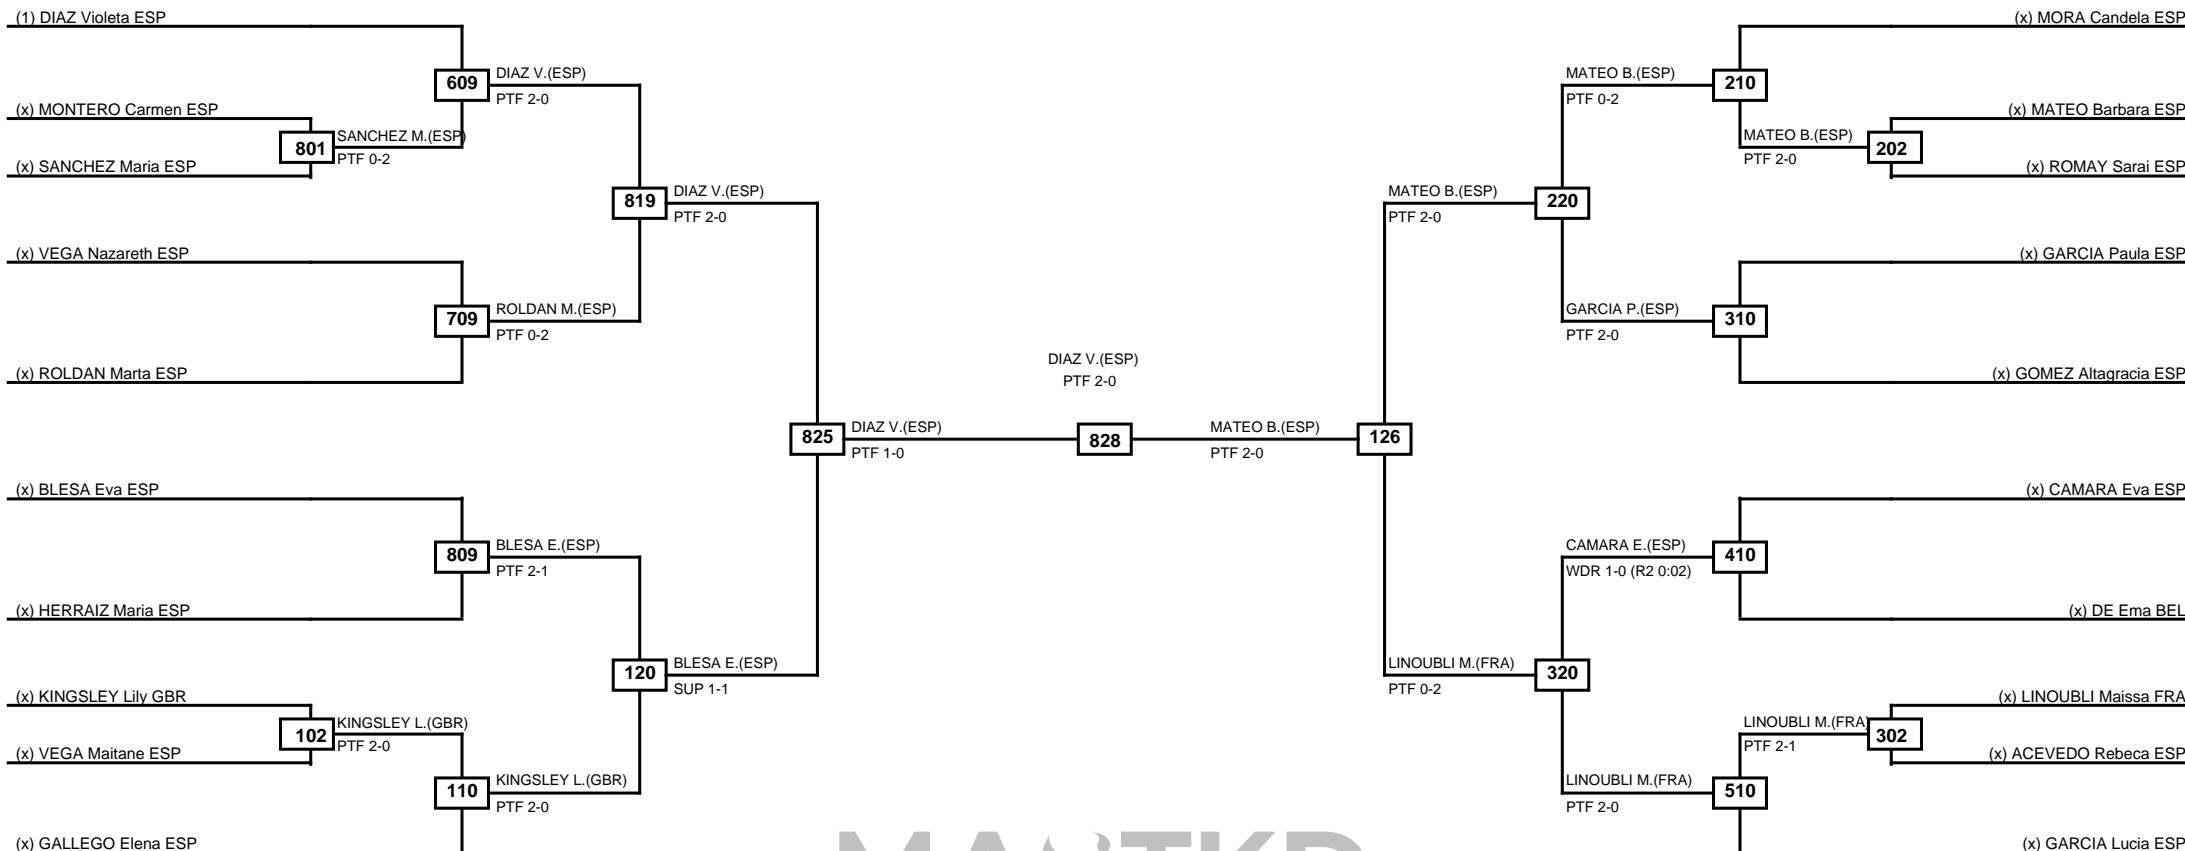 (1) DIAZ Violeta ESP
(x) MONTERO Carmen ESP
(x) SANCHEZ Maria ESP
(x) VEGA Nazareth ESP
(x) ROLDAN Marta ESP
(x) BLESA Eva ESP
(x) HERRAIZ Maria ESP
(x) KINGSLEY Lily GBR
(x) VEGA Maitane ESP
(x) GALLEGO Elena ESP
801
SANCHEZ M.(ESP)
PTF 0-2
102
KINGSLEY L.(GBR)
PTF 2-0
609
DIAZ V.(ESP)
PTF 2-0
709
ROLDAN M.(ESP)
PTF 0-2
809
BLESA E.(ESP)
PTF 2-1
110
KINGSLEY L.(GBR)
PTF 2-0
819
DIAZ V.(ESP)
PTF 2-0
120
BLESA E.(ESP)
SUP 1-1
825
DIAZ V.(ESP)
PTF 1-0
DIAZ V.(ESP)
PTF 2-0
828
MATEO B.(ESP)
PTF 2-0
126
MATEO B.(ESP)
PTF 2-0
220
LINOUBLI M.(FRA)
PTF 0-2
320
MATEO B.(ESP)
PTF 0-2
210
GARCIA P.(ESP)
PTF 2-0
310
CAMARA E.(ESP)
WDR 1-0 (R2 0:02)
410
LINOUBLI M.(FRA)
PTF 2-0
510
MATEO B.(ESP)
PTF 2-0
202
LINOUBLI M.(FRA)
PTF 2-1
302
(x) MORA Candela ESP
(x) MATEO Barbara ESP
(x) ROMAY Sarai ESP
(x) GARCIA Paula ESP
(x) GOMEZ Altagracia ESP
(x) CAMARA Eva ESP
(x) DE Ema BEL
(x) LINOUBLI Maissa FRA
(x) ACEVEDO Rebeca ESP
(x) GARCIA Lucia ESP